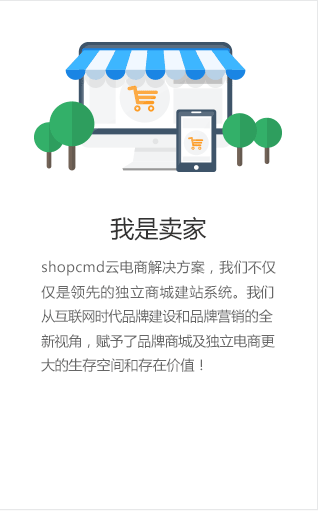 我是卖家
shopcmd云电商解决方案，我们不仅
仅是领先的独立商城建站系统。我们
从互联网时代品牌建设和品牌营销的全
新视角，赋予了品牌商城及独立电商更
大的生存空间和存在价值！